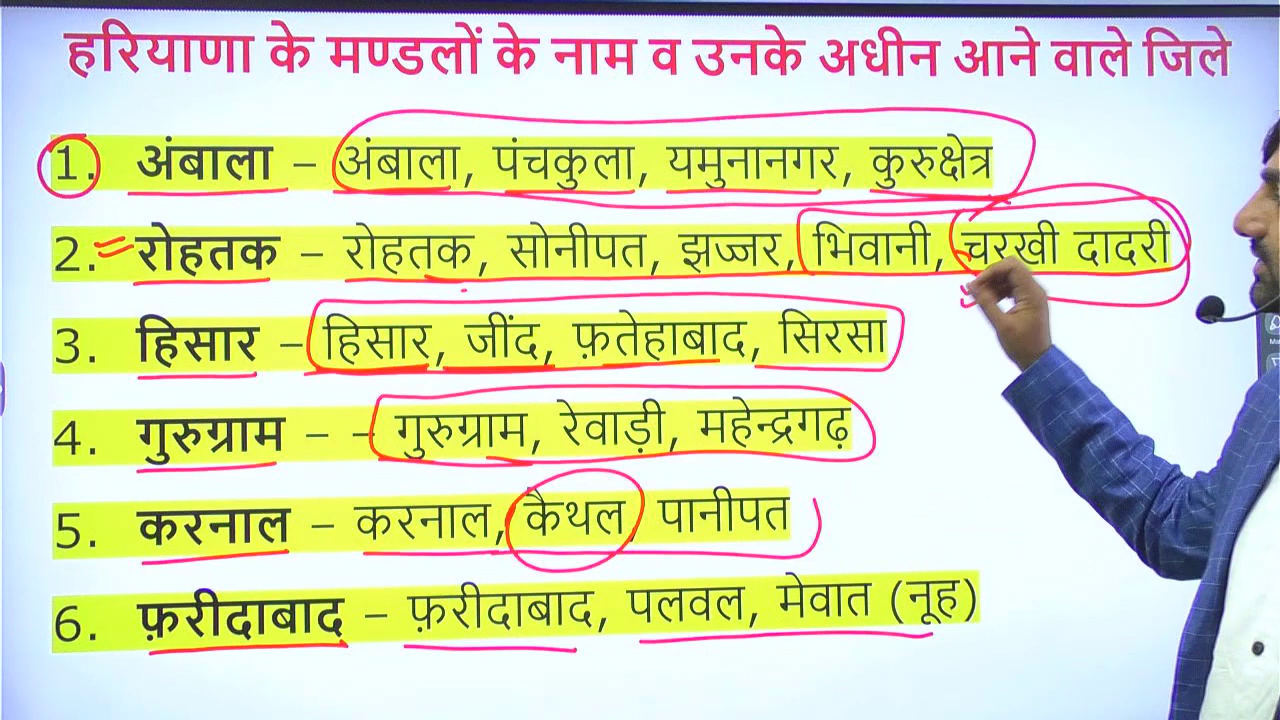 हरियाणा के मण्डलों के नाम व उनके अधीन आने वाले जिले
1. अंबाला – अंबाला, पंचकुला, यमुनानगर, कुरुक्षेत्र
2. रोहतक – रोहतक, सोनीपत, झज्जर, भिवानी, चरखी दादरी
3. हिसार – हिसार, जींद, फ़तेहाबाद, सिरसा
4. गुरुग्राम – – गुरुग्राम, रेवाड़ी, महेन्द्रगढ़
5. करनाल – करनाल, कैथल, पानीपत
6. फ़रीदाबाद – फ़रीदाबाद, पलवल, मेवात (नूह)